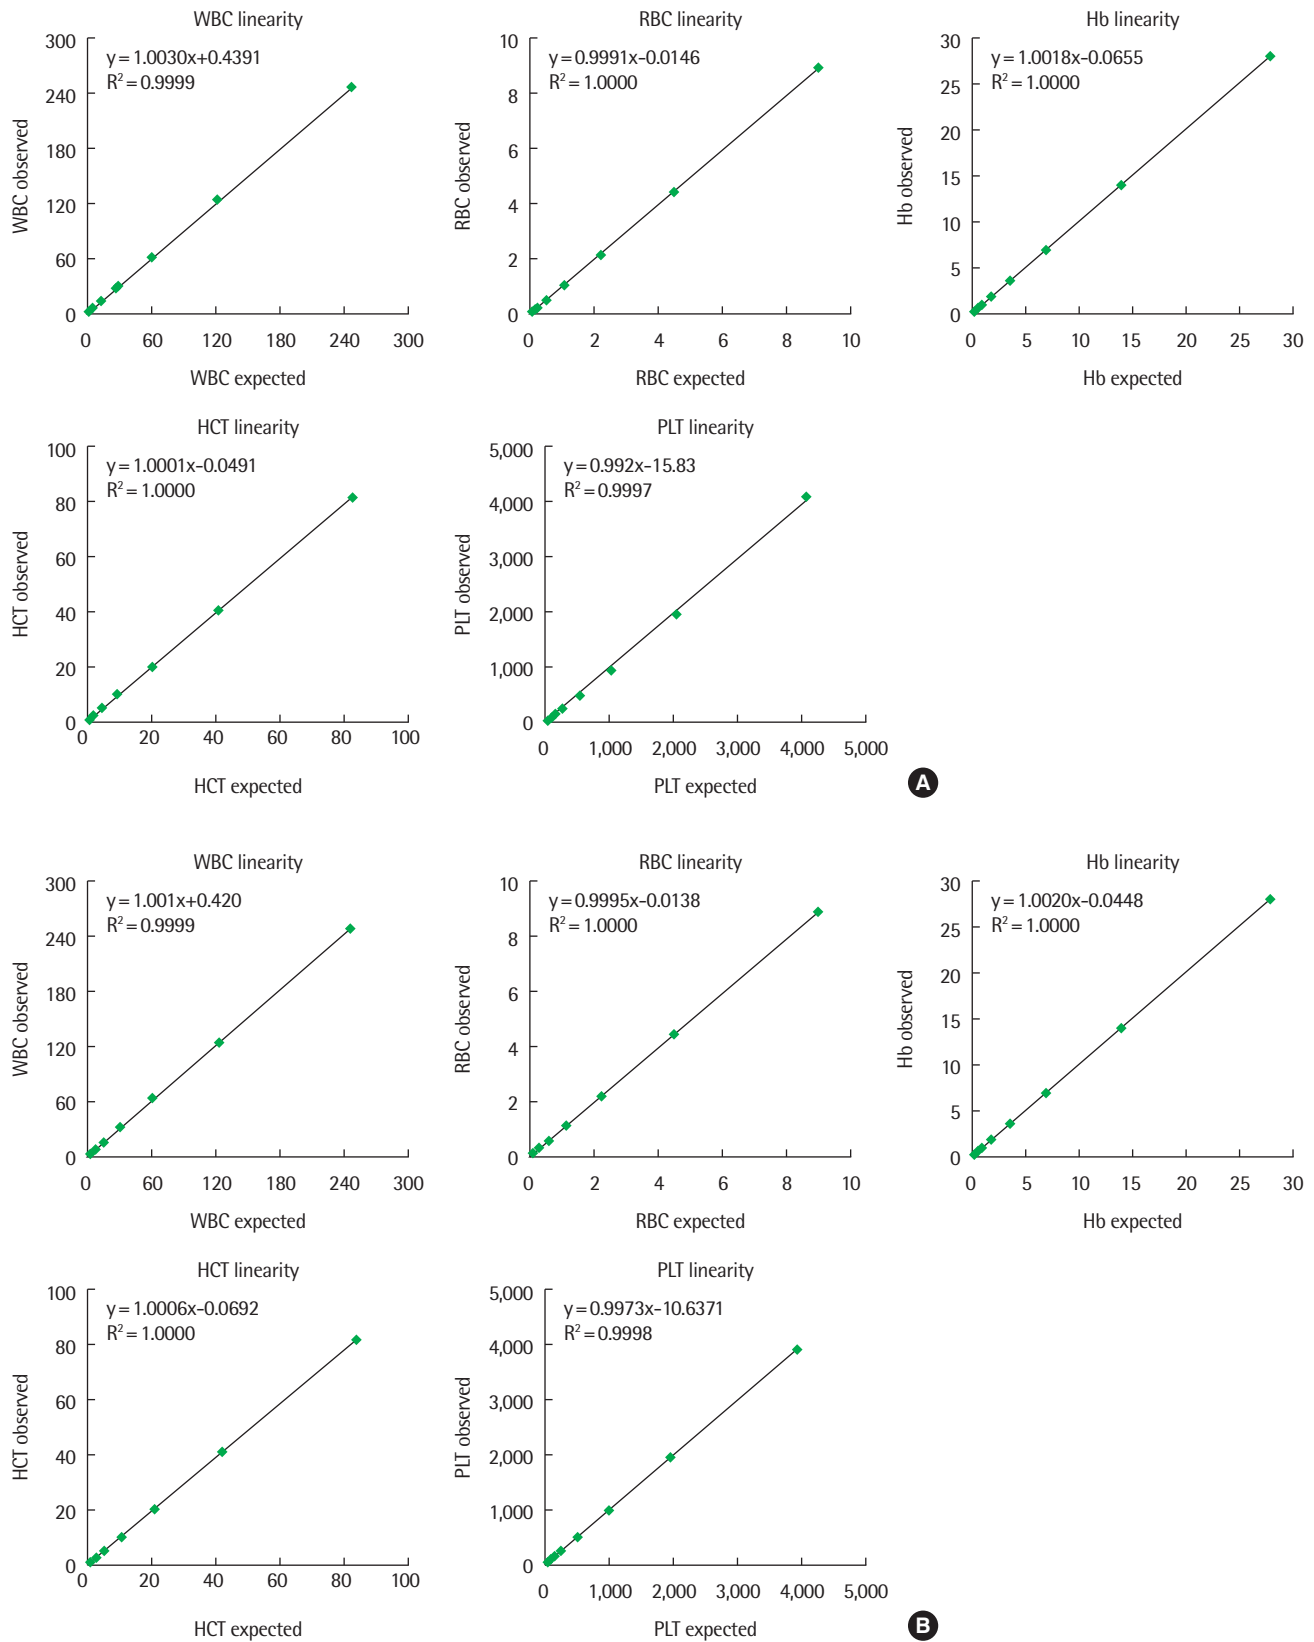 WBC linearity
y=1.0030x+0.4391
R²=0.9999
300
240
180
120
60
0
WBC observed
0 60 120 180 240 300
WBC expected
RBC linearity
y=0.9991x-0.0146
R²=1.0000
10
8
6
4
2
0
RBC observed
0 2 4 6 8 10
RBC expected
Hb linearity
y=1.0018x-0.0655
R²=1.0000
30
25
20
15
10
5
0
Hb observed
0 5 10 15 20 25 30
Hb expected
HCT linearity
y=1.0001x-0.0491
R²=1.0000
100
80
60
40
20
0
HCT observed
0 20 40 60 80 100
HCT expected
PLT linearity
y=0.992x-15.83
R²=0.9997
5,000
4,000
3,000
2,000
1,000
0
PLT observed
0 1,000 2,000 3,000 4,000 5,000
PLT expected
A
WBC linearity
y=1.001x+0.420
R²=0.9999
300
240
180
120
60
0
WBC observed
0 60 120 180 240 300
WBC expected
RBC linearity
y=0.9995x-0.0138
R²=1.0000
10
8
6
4
2
0
RBC observed
0 2 4 6 8 10
RBC expected
Hb linearity
y=1.0020x-0.0448
R²=1.0000
30
25
20
15
10
5
0
Hb observed
0 5 10 15 20 25 30
Hb expected
HCT linearity
y=1.0006x-0.0692
R²=1.0000
100
80
60
40
20
0
HCT observed
0 20 40 60 80 100
HCT expected
PLT linearity
y=0.9973x-10.6371
R²=0.9998
5,000
4,000
3,000
2,000
1,000
0
PLT observed
0 1,000 2,000 3,000 4,000 5,000
PLT expected
B